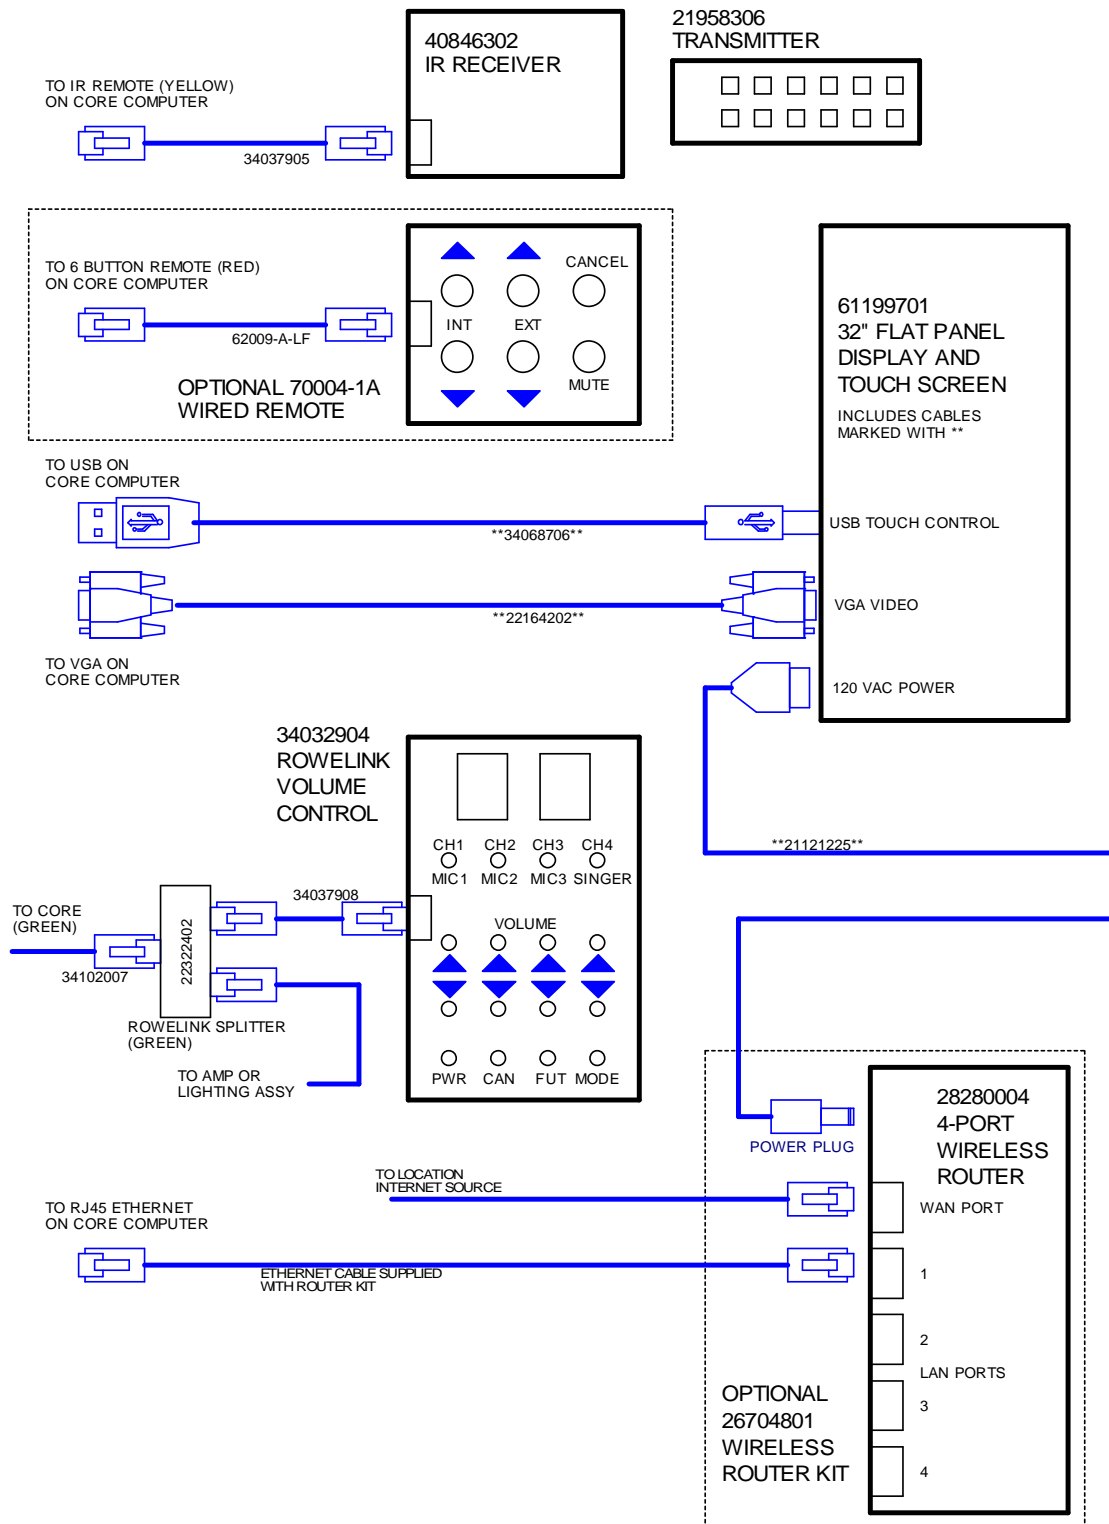 40846302
IR RECEIVER
21958306
TRANSMITTER
TO IR REMOTE (YELLOW)
ON CORE COMPUTER
34037905
TO 6 BUTTON REMOTE (RED)
ON CORE COMPUTER
62009-A-LF
OPTIONAL 70004-1A
WIRED REMOTE
CANCEL
INT
EXT
MUTE
61199701
32" FLAT PANEL
DISPLAY AND
TOUCH SCREEN
INCLUDES CABLES
MARKED WITH **
TO USB ON
CORE COMPUTER
**34068706**
USB TOUCH CONTROL
**22164202**
VGA VIDEO
TO VGA ON
CORE COMPUTER
120 VAC POWER
**21121225**
34032904
ROWELINK
VOLUME
CONTROL
CH1
CH2
CH3
CH4
MIC1
MIC2
MIC3
SINGER
VOLUME
PWR
CAN
FUT
MODE
34037908
TO CORE
(GREEN)
34102007
22322402
ROWELINK SPLITTER
(GREEN)
TO AMP OR
LIGHTING ASSY
28280004
4-PORT
WIRELESS
ROUTER
POWER PLUG
TO LOCATION
INTERNET SOURCE
WAN PORT
TO RJ45 ETHERNET
ON CORE COMPUTER
ETHERNET CABLE SUPPLIED
WITH ROUTER KIT
1
2
LAN PORTS
3
4
OPTIONAL
26704801
WIRELESS
ROUTER KIT